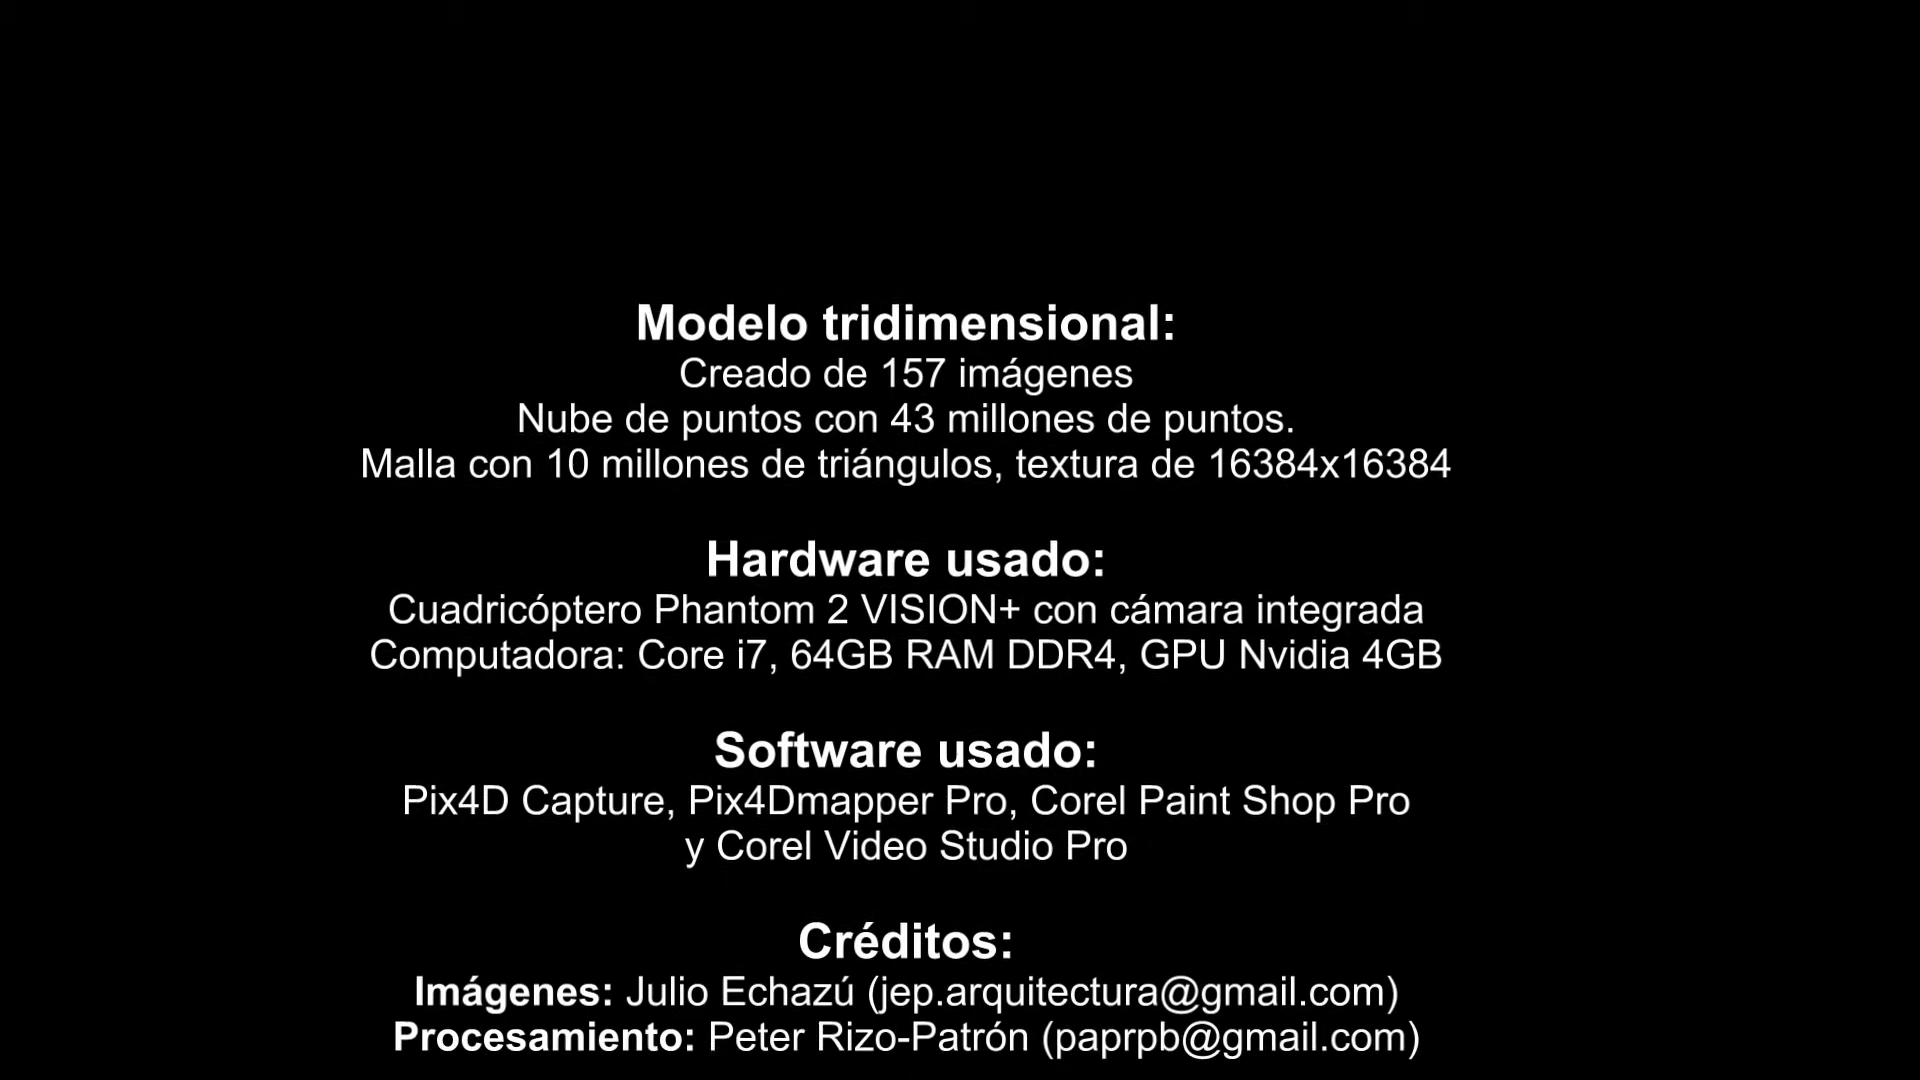 Modelo tridimensional:
Creado de 157 imágenes
Nube de puntos con 43 millones de puntos.
Malla con 10 millones de triángulos, textura de 16384x16384
Hardware usado:
Cuadricóptero Phantom 2 VISION+ con cámara integrada
Computadora: Core i7, 64GB RAM DDR4, GPU Nvidia 4GB
Software usado:
Pix4D Capture, Pix4Dmapper Pro, Corel Paint Shop Pro
y Corel Video Studio Pro
Créditos:
Imágenes: Julio Echazú (jep.arquitectura@gmail.com)
Procesamiento: Peter Rizo-Patrón (paprpb@gmail.com)